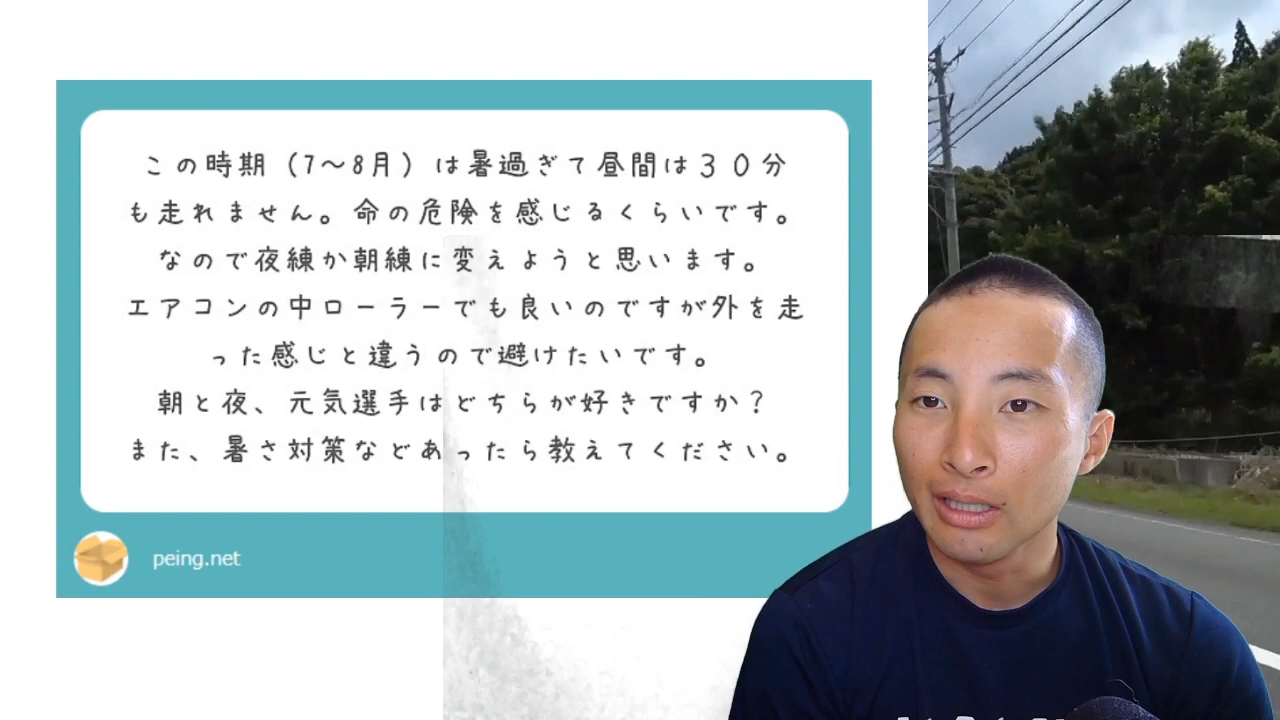 この時期（7〜8月）は暑過ぎて昼間は３０分
も走れません。命の危険を感じるくらいです。
なので夜練か朝練に変えようと思います。
エアコンの中ローラーでも良いのですが外を走
った感じと違うので避けたいです。
朝と夜、元気選手はどちらが好きですか？
また、暑さ対策などあったら教えてください。
peing.net